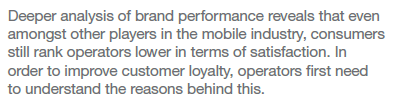 Deeper analysis of brand performance reveals that even
amongst other players in the mobile industry, consumers
still rank operators lower in terms of satisfaction. In
order to improve customer loyalty, operators first need
to understand the reasons behind this.